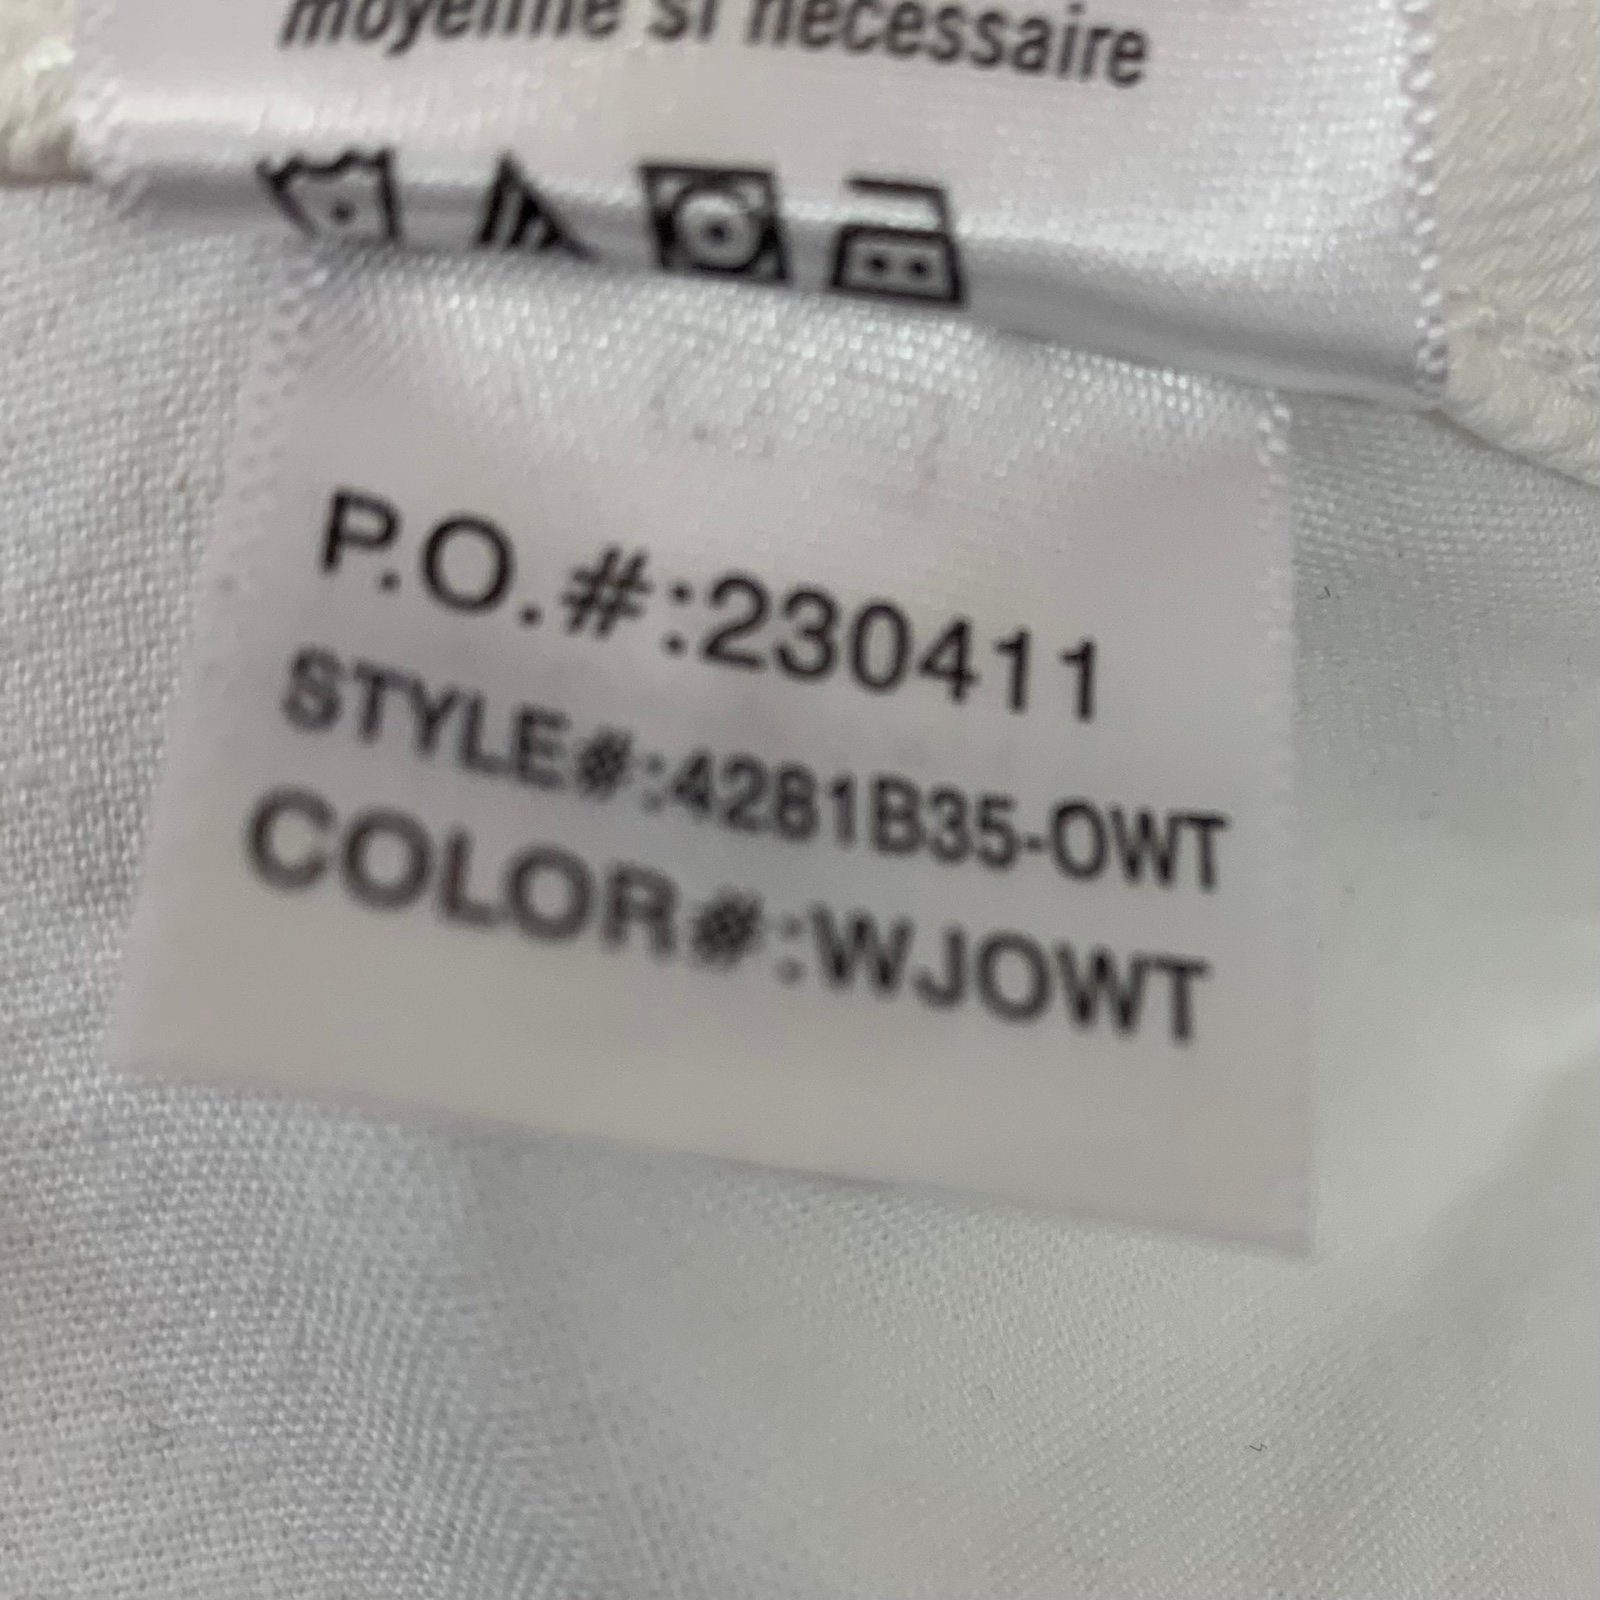 moyenne si nécessaire
P.O.#:230411
STYLE#:4281B35-OWT
COLOR#:WJOWT